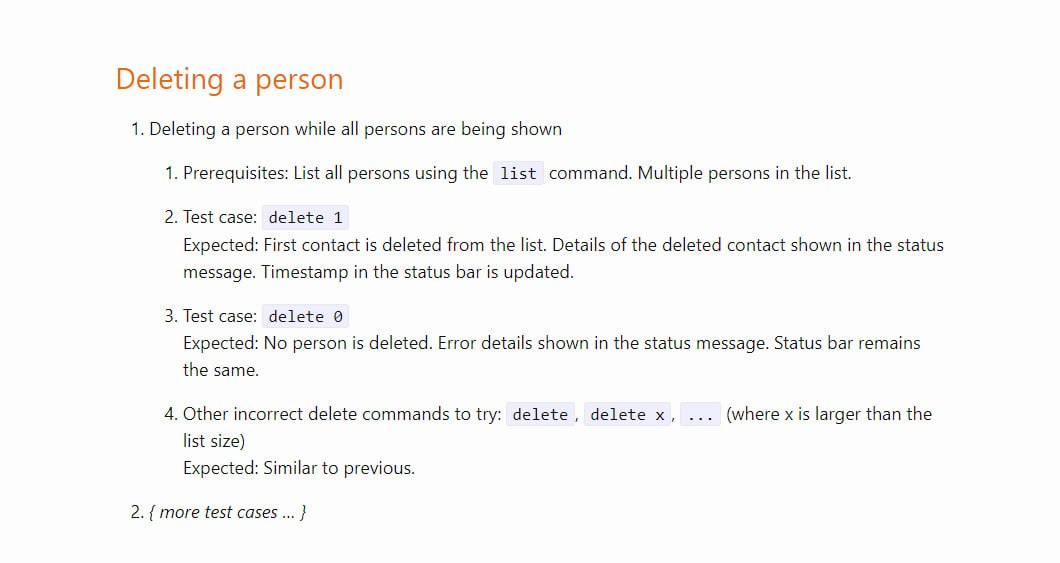 Deleting a person
1. Deleting a person while all persons are being shown
1. Prerequisites: List all persons using the list command. Multiple persons in the list.
2. Test case: delete 1
Expected: First contact is deleted from the list. Details of the deleted contact shown in the status
message. Timestamp in the status bar is updated.
3. Test case: delete 0
Expected: No person is deleted. Error details shown in the status message. Status bar remains
the same.
4. Other incorrect delete commands to try: delete, delete x, ... (where x is larger than the
list size)
Expected: Similar to previous.
2. { more test cases … }